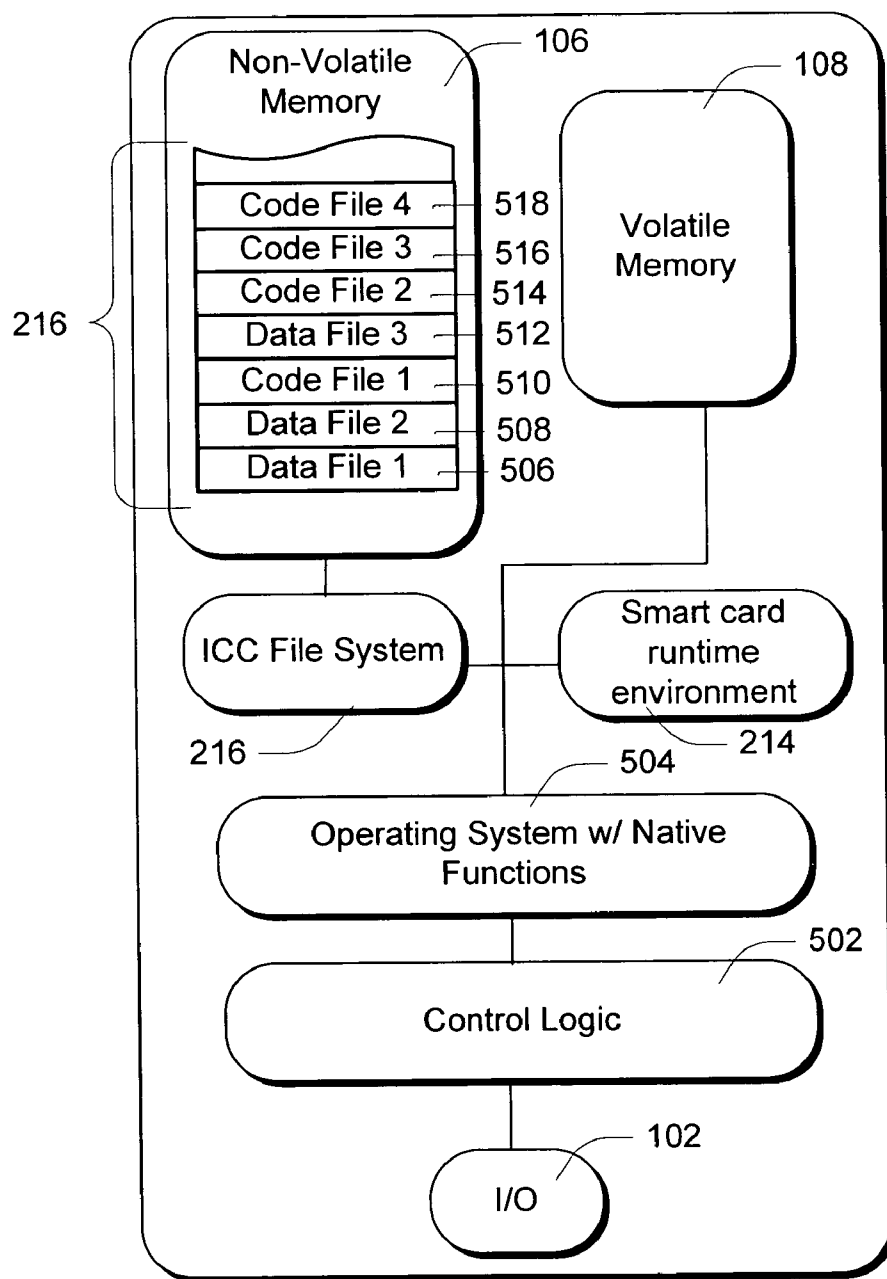 Non-Volatile
Memory
106
108
Code File 4
518
Code File 3
516
Volatile
Memory
Code File 2
514
216
Data File 3
512
Code File 1
510
Data File 2
508
Data File 1
506
ICC File System
Smart card
runtime
environment
216
214
504
Operating System w/ Native
Functions
502
Control Logic
102
I/O